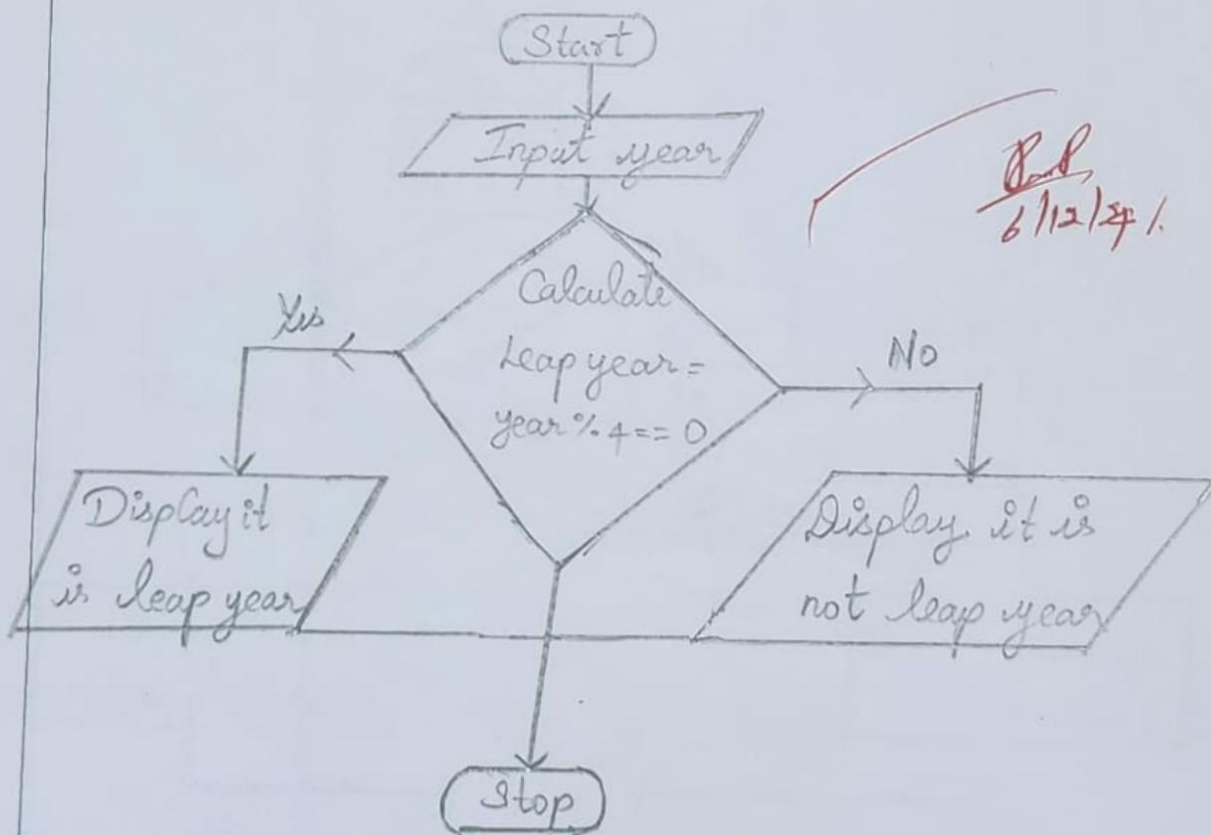 Start
Input year
Calculate
Leap year =
year % 4 == 0
Yes
No
Display it
is leap year
Display it is
not leap year
Stop
6/12/24